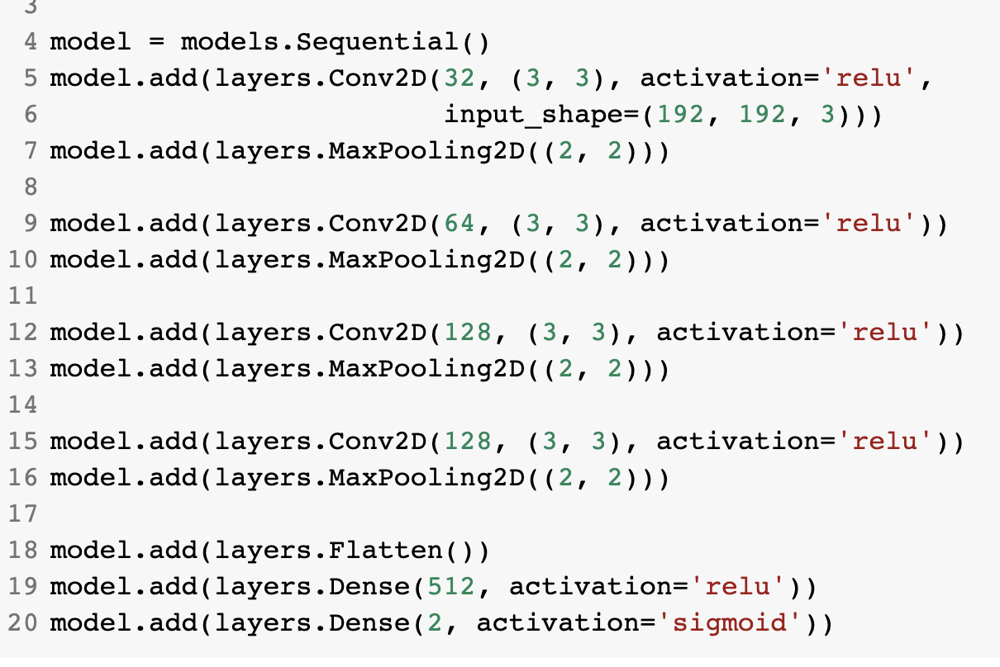 3
4 model = models.Sequential()
5 model.add(layers.Conv2D(32, (3, 3), activation='relu',
6                         input_shape=(192, 192, 3)))
7 model.add(layers.MaxPooling2D((2, 2)))
8
9 model.add(layers.Conv2D(64, (3, 3), activation='relu'))
10 model.add(layers.MaxPooling2D((2, 2)))
11
12 model.add(layers.Conv2D(128, (3, 3), activation='relu'))
13 model.add(layers.MaxPooling2D((2, 2)))
14
15 model.add(layers.Conv2D(128, (3, 3), activation='relu'))
16 model.add(layers.MaxPooling2D((2, 2)))
17
18 model.add(layers.Flatten())
19 model.add(layers.Dense(512, activation='relu'))
20 model.add(layers.Dense(2, activation='sigmoid'))